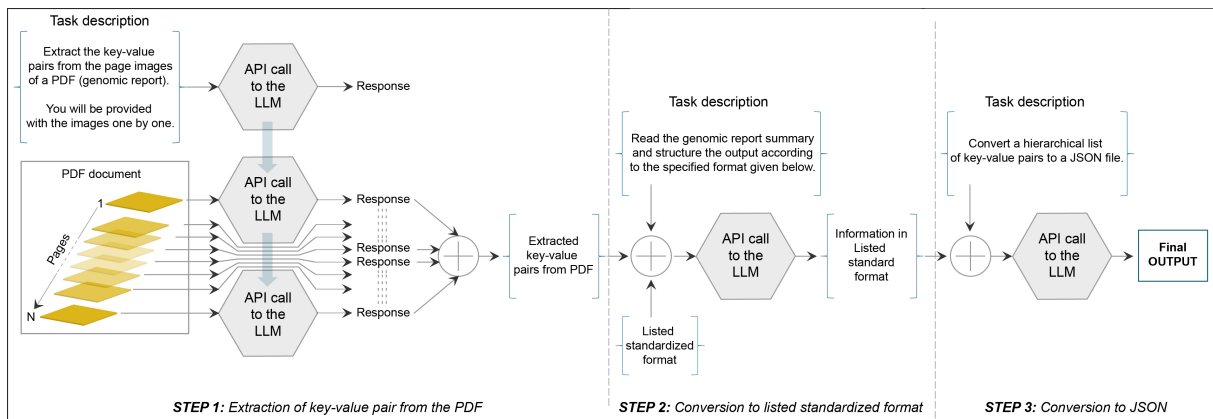 Task description
Extract the key-value
pairs from the page images
of a PDF (genomic report).
You will be provided
with the images one by one.
API call
to the
LLM
Response
PDF document
1
Pages
N
API call
to the
LLM
Response
Response
Response
API call
to the
LLM
Response
Extracted
key-value
pairs from PDF
STEP 1: Extraction of key-value pair from the PDF
Task description
Read the genomic report summary
and structure the output according
to the specified format given below.
API call
to the
LLM
Listed
standardized
format
Information in
Listed
standard
format
STEP 2: Conversion to listed standardized format
Task description
Convert a hierarchical list
of key-value pairs to a JSON file.
API call
to the
LLM
Final
OUTPUT
STEP 3: Conversion to JSON